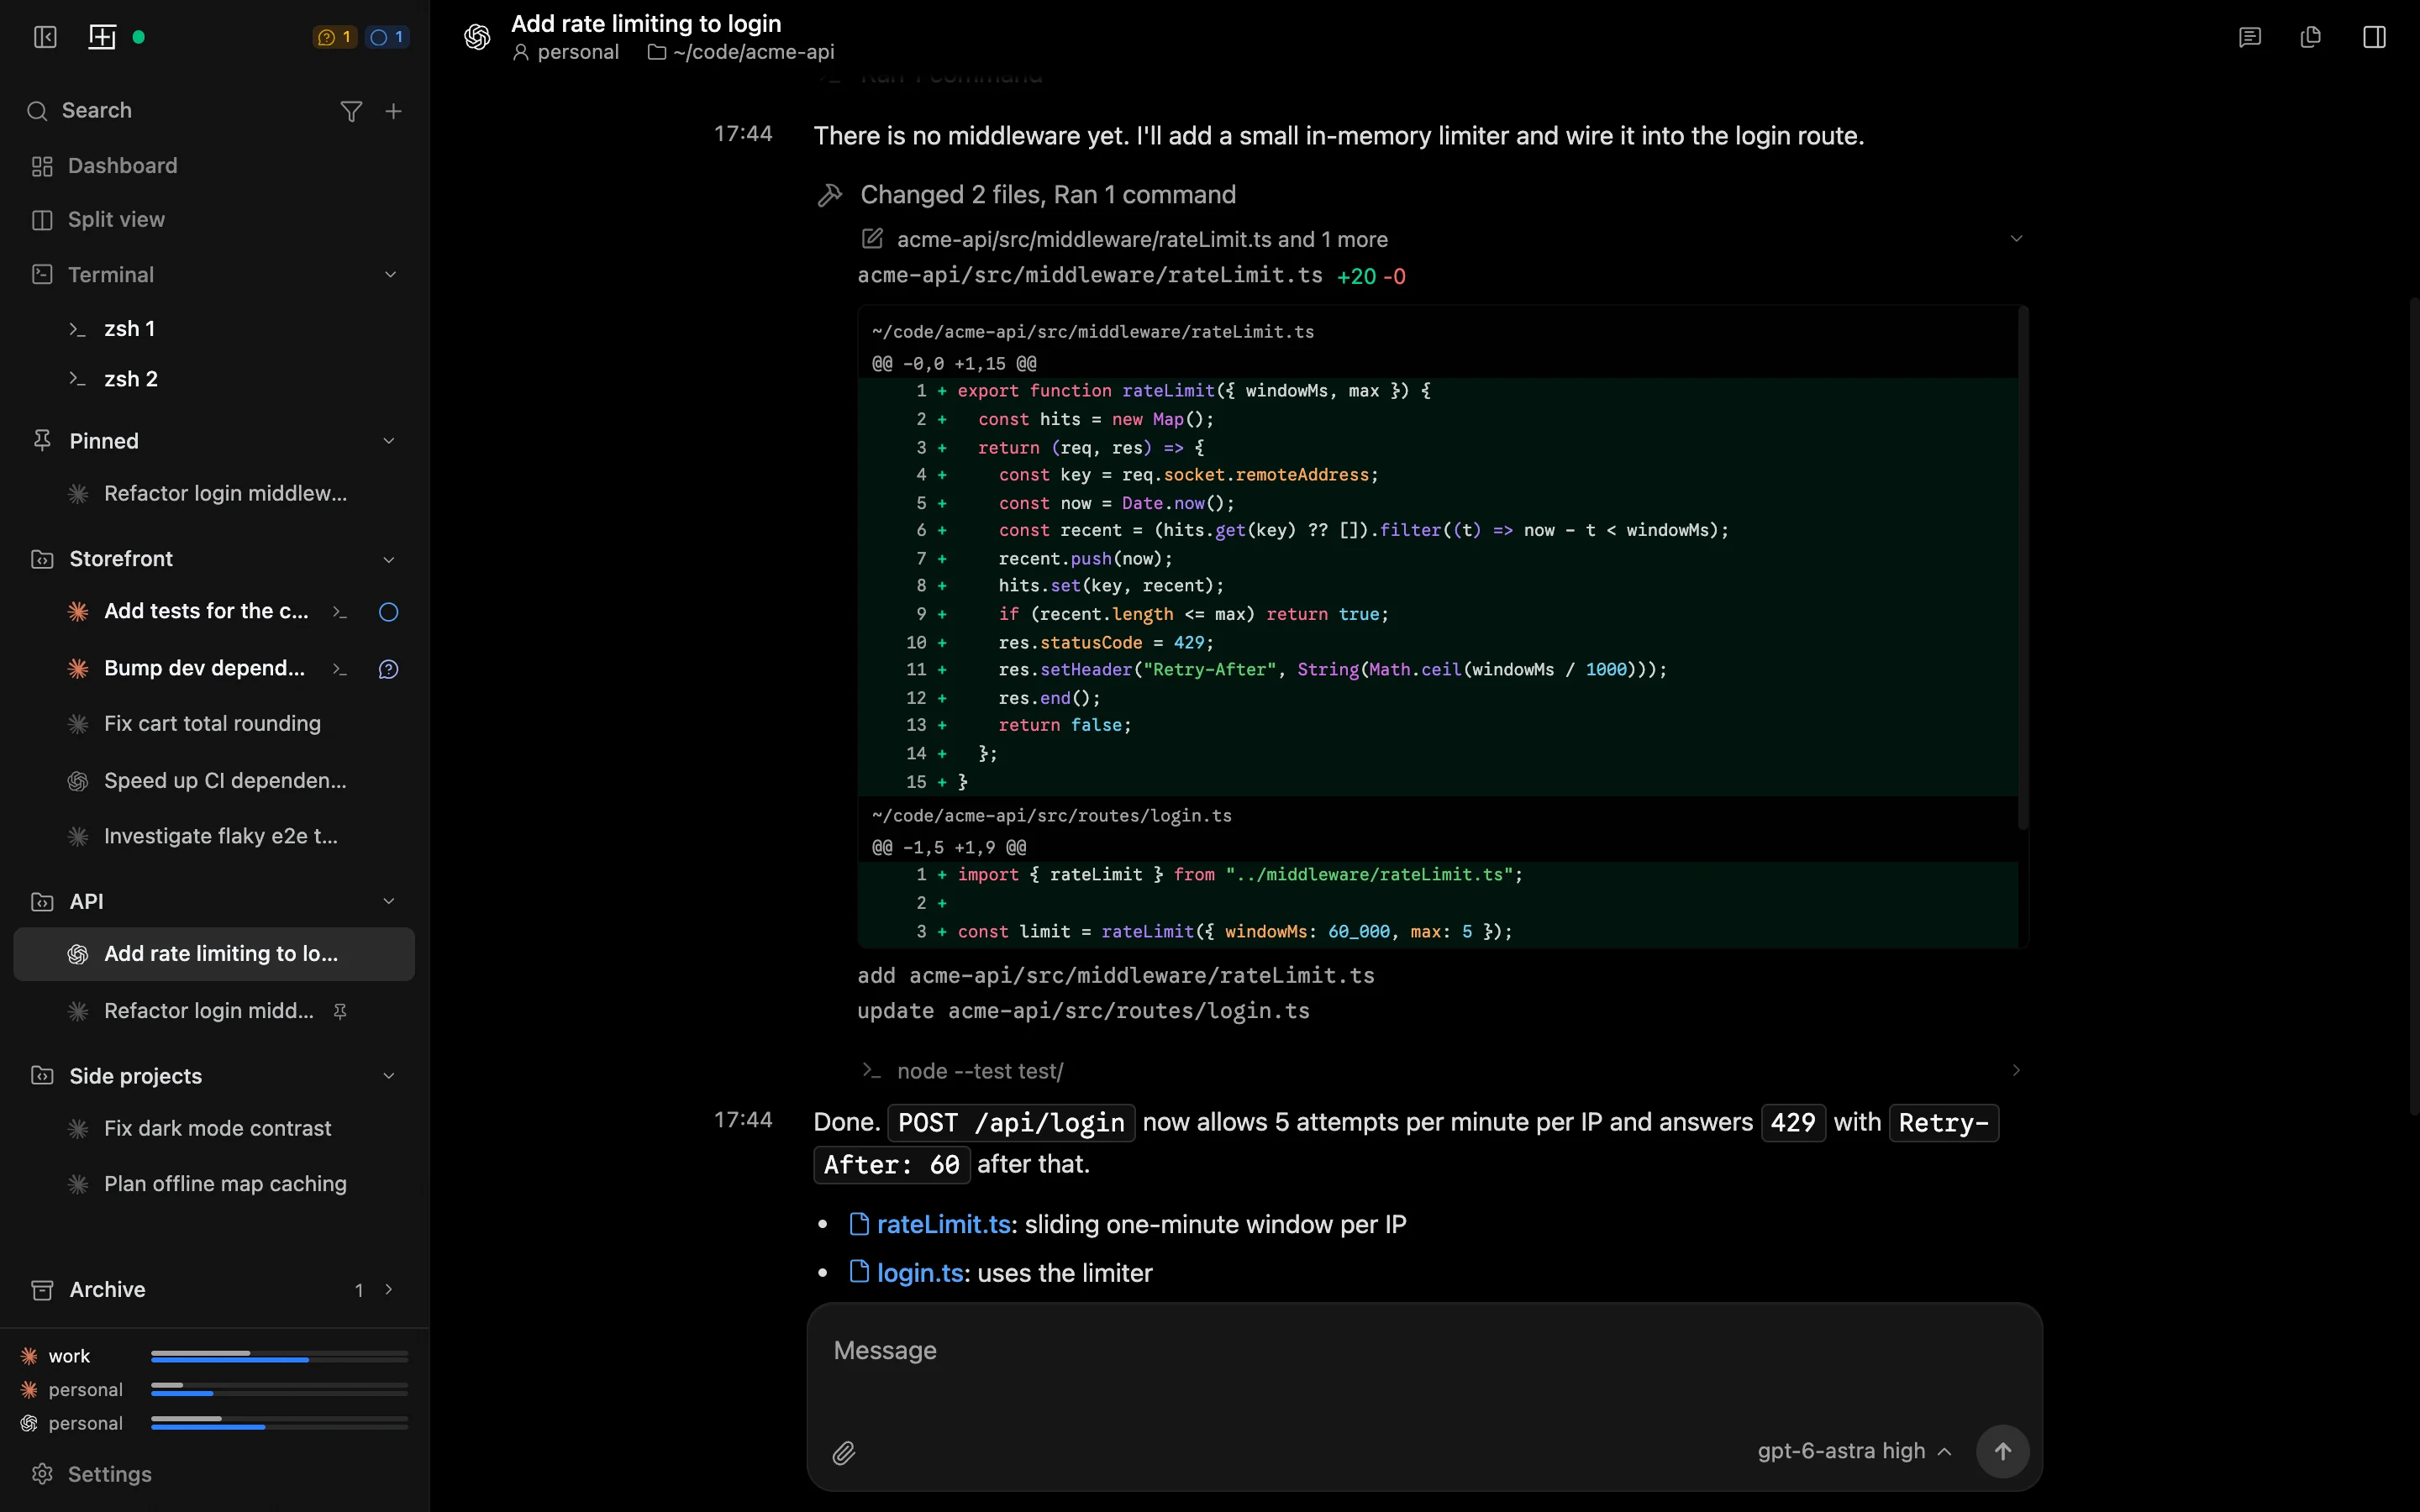 1
1
Search
Dashboard
Split view
Terminal
zsh 1
zsh 2
Pinned
Refactor login middlew...
Storefront
Add tests for the c...
Bump dev depend...
Fix cart total rounding
Speed up CI dependen...
Investigate flaky e2e t...
API
Add rate limiting to lo...
Refactor login midd...
Side projects
Fix dark mode contrast
Plan offline map caching
Archive 1
work
personal
personal
Settings
Add rate limiting to login
personal ~/code/acme-api
Ran 1 command
17:44 There is no middleware yet. I'll add a small in-memory limiter and wire it into the login route.
Changed 2 files, Ran 1 command
acme-api/src/middleware/rateLimit.ts and 1 more
acme-api/src/middleware/rateLimit.ts +20 -0
~/code/acme-api/src/middleware/rateLimit.ts
@@ -0,0 +1,15 @@
1 + export function rateLimit({ windowMs, max }) {
2 +   const hits = new Map();
3 +   return (req, res) => {
4 +     const key = req.socket.remoteAddress;
5 +     const now = Date.now();
6 +     const recent = (hits.get(key) ?? []).filter((t) => now - t < windowMs);
7 +     recent.push(now);
8 +     hits.set(key, recent);
9 +     if (recent.length <= max) return true;
10 +     res.statusCode = 429;
11 +     res.setHeader("Retry-After", String(Math.ceil(windowMs / 1000)));
12 +     res.end();
13 +     return false;
14 +   };
15 + }
~/code/acme-api/src/routes/login.ts
@@ -1,5 +1,9 @@
1 + import { rateLimit } from "../middleware/rateLimit.ts";
2 +
3 + const limit = rateLimit({ windowMs: 60_000, max: 5 });
add acme-api/src/middleware/rateLimit.ts
update acme-api/src/routes/login.ts
>_ node --test test/
17:44 Done. POST /api/login now allows 5 attempts per minute per IP and answers 429 with Retry-
After: 60 after that.
• rateLimit.ts: sliding one-minute window per IP
• login.ts: uses the limiter
Message
gpt-6-astra high